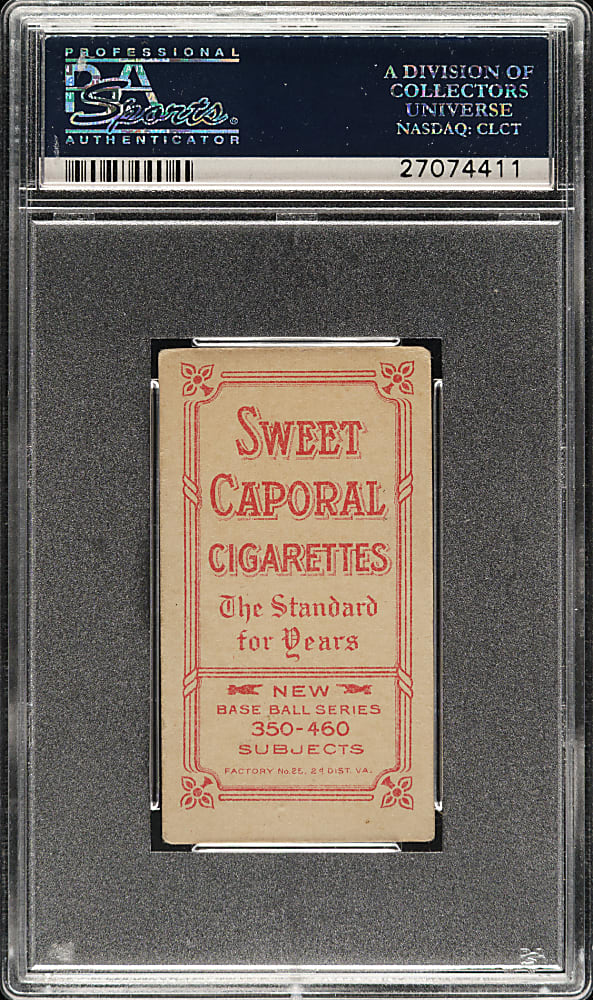 PROFESSIONAL
PSA
Sports
AUTHENTICATOR
A DIVISION OF
COLLECTORS
UNIVERSE
NASDAQ: CLCT
27074411
SWEET
CAPORAL
CIGARETTES
The Standard
for Years
NEW
BASE BALL SERIES
350-460
SUBJECTS
FACTORY No. 25, 2d DIST. VA.
PSA